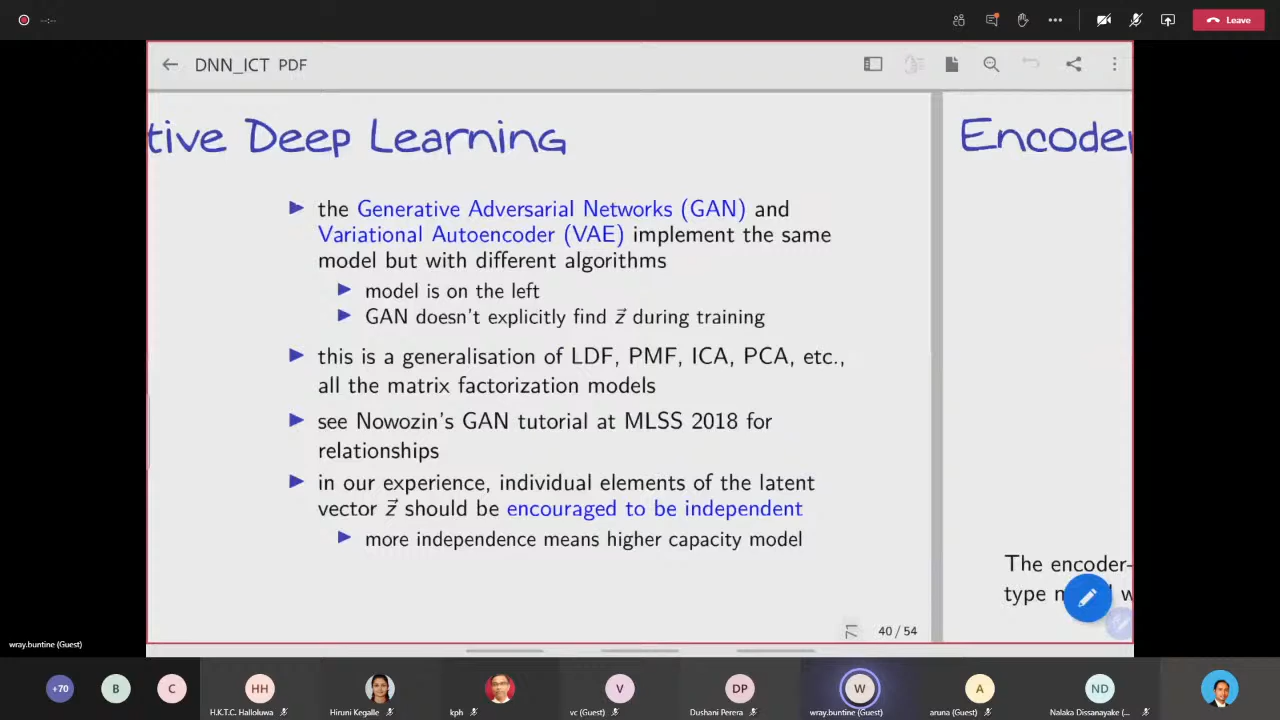 --:--
Leave
DNN_ICT PDF
tive Deep Learning
Encoder
▶ the Generative Adversarial Networks (GAN) and
Variational Autoencoder (VAE) implement the same
model but with different algorithms
▶ model is on the left
▶ GAN doesn't explicitly find z⃗ during training
▶ this is a generalisation of LDF, PMF, ICA, PCA, etc.,
all the matrix factorization models
▶ see Nowozin's GAN tutorial at MLSS 2018 for
relationships
▶ in our experience, individual elements of the latent
vector z⃗ should be encouraged to be independent
▶ more independence means higher capacity model
The encoder-
type
40 / 54
wray.buntine (Guest)
+70
B
C
HH
V
DP
W
A
ND
H.K.T.C. Halloluwa
Hiruni Kegalle
kph
vc (Guest)
Dushani Perera
wray.buntine (Guest)
aruna (Guest)
Nalaka Dissanayake (...